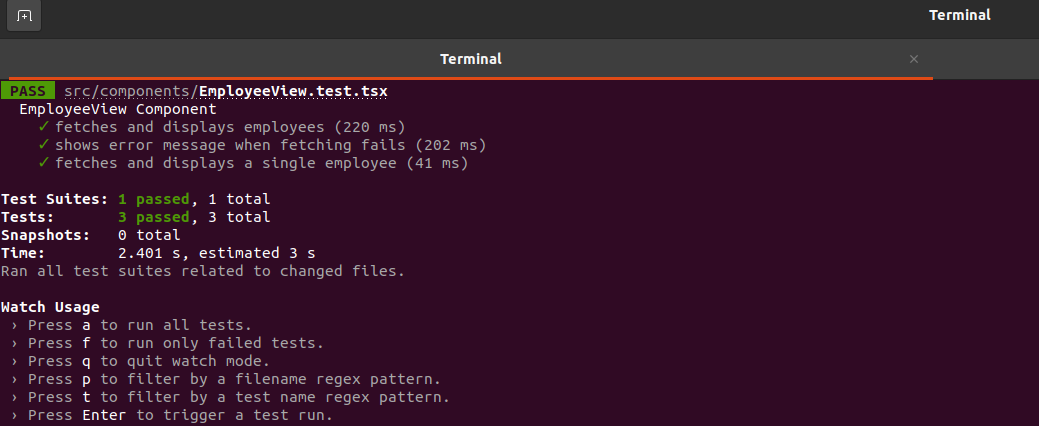 Terminal
Terminal ×
PASS src/components/EmployeeView.test.tsx
EmployeeView Component
✓ fetches and displays employees (220 ms)
✓ shows error message when fetching fails (202 ms)
✓ fetches and displays a single employee (41 ms)
Test Suites: 1 passed, 1 total
Tests: 3 passed, 3 total
Snapshots: 0 total
Time: 2.401 s, estimated 3 s
Ran all test suites related to changed files.
Watch Usage
› Press a to run all tests.
› Press f to run only failed tests.
› Press q to quit watch mode.
› Press p to filter by a filename regex pattern.
› Press t to filter by a test name regex pattern.
› Press Enter to trigger a test run.